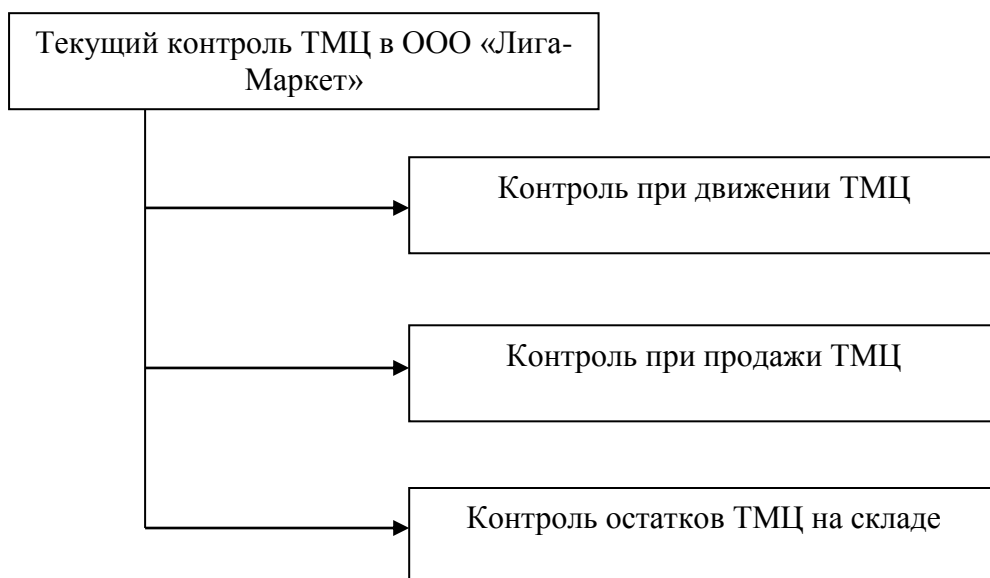 Текущий контроль ТМЦ в ООО «Лига-
Маркет»
Контроль при движении ТМЦ
Контроль при продажи ТМЦ
Контроль остатков ТМЦ на складе